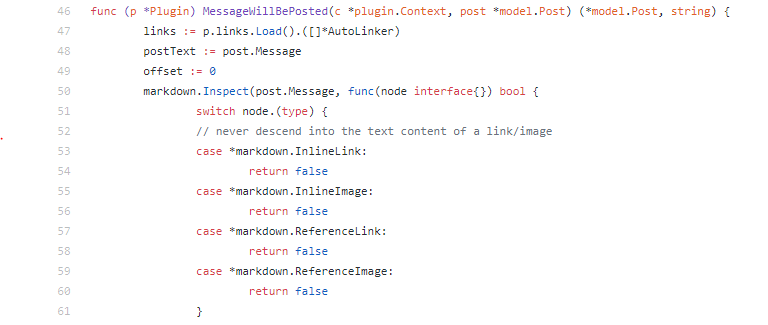 46 func (p *Plugin) MessageWillBePosted(c *plugin.Context, post *model.Post) (*model.Post, string) {
47 links := p.links.Load().([]*AutoLinker)
48 postText := post.Message
49 offset := 0
50 markdown.Inspect(post.Message, func(node interface{}) bool {
51 switch node.(type) {
52 // never descend into the text content of a link/image
53 case *markdown.InlineLink:
54 return false
55 case *markdown.InlineImage:
56 return false
57 case *markdown.ReferenceLink:
58 return false
59 case *markdown.ReferenceImage:
60 return false
61 }